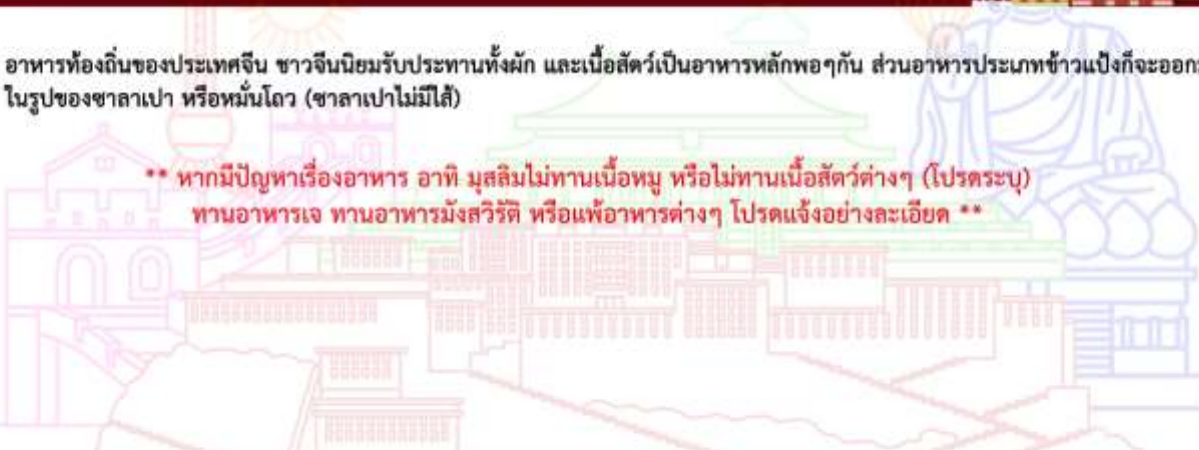 อาหารท้องถิ่นของประเทศจีน ชาวจีนนิยมรับประทานทั้งผัก และเนื้อสัตว์เป็นอาหารหลักพอๆกัน ส่วนอาหารประเภทข้าวแป้งก็จะออก
ในรูปของซาลาเปา หรือหมั่นโถว (ซาลาเปาไม่มีไส้)
** หากมีปัญหาเรื่องอาหาร อาทิ มุสลิมไม่ทานเนื้อหมู หรือไม่ทานเนื้อสัตว์ต่างๆ (โปรดระบุ)
ทานอาหารเจ ทานอาหารมังสวิรัติ หรือแพ้อาหารต่างๆ โปรดแจ้งอย่างละเอียด **